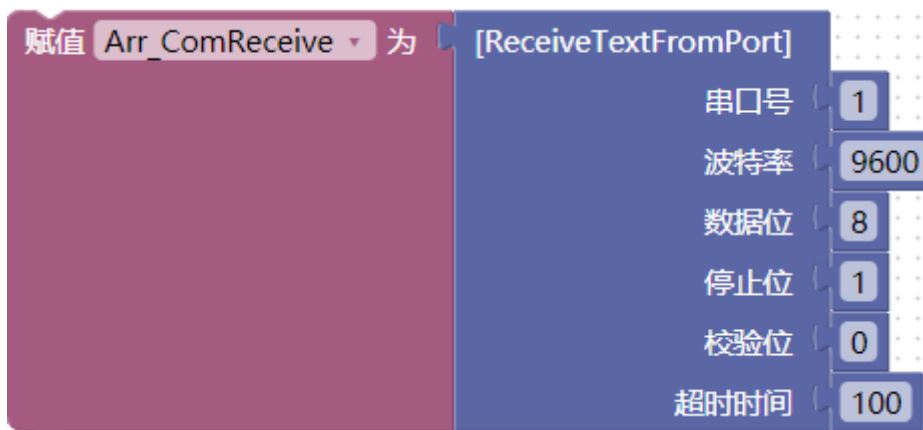 赋值 Arr_ComReceive 为 [ReceiveTextFromPort]
串口号 1
波特率 9600
数据位 8
停止位 1
校验位 0
超时时间 100